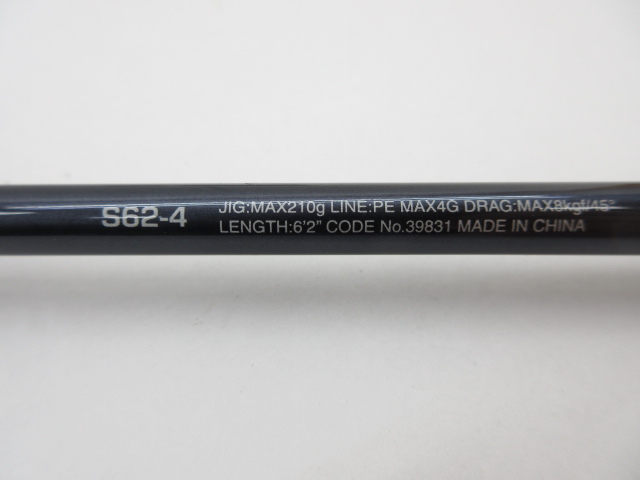 S62-4
JIG:MAX210g LINE:PE MAX4G DRAG:MAX8kgf/45°
LENGTH:6'2" CODE No.39831 MADE IN CHINA